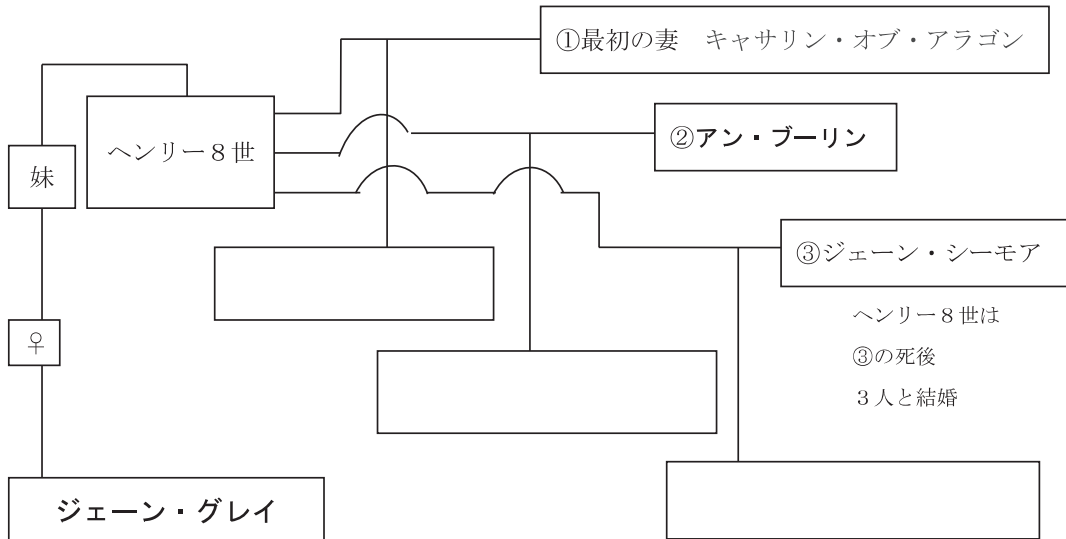 ①最初の妻　キャサリン・オブ・アラゴン
ヘンリー８世
②アン・ブーリン
妹
③ジェーン・シーモア
ヘンリー８世は
③の死後
３人と結婚
♀
ジェーン・グレイ